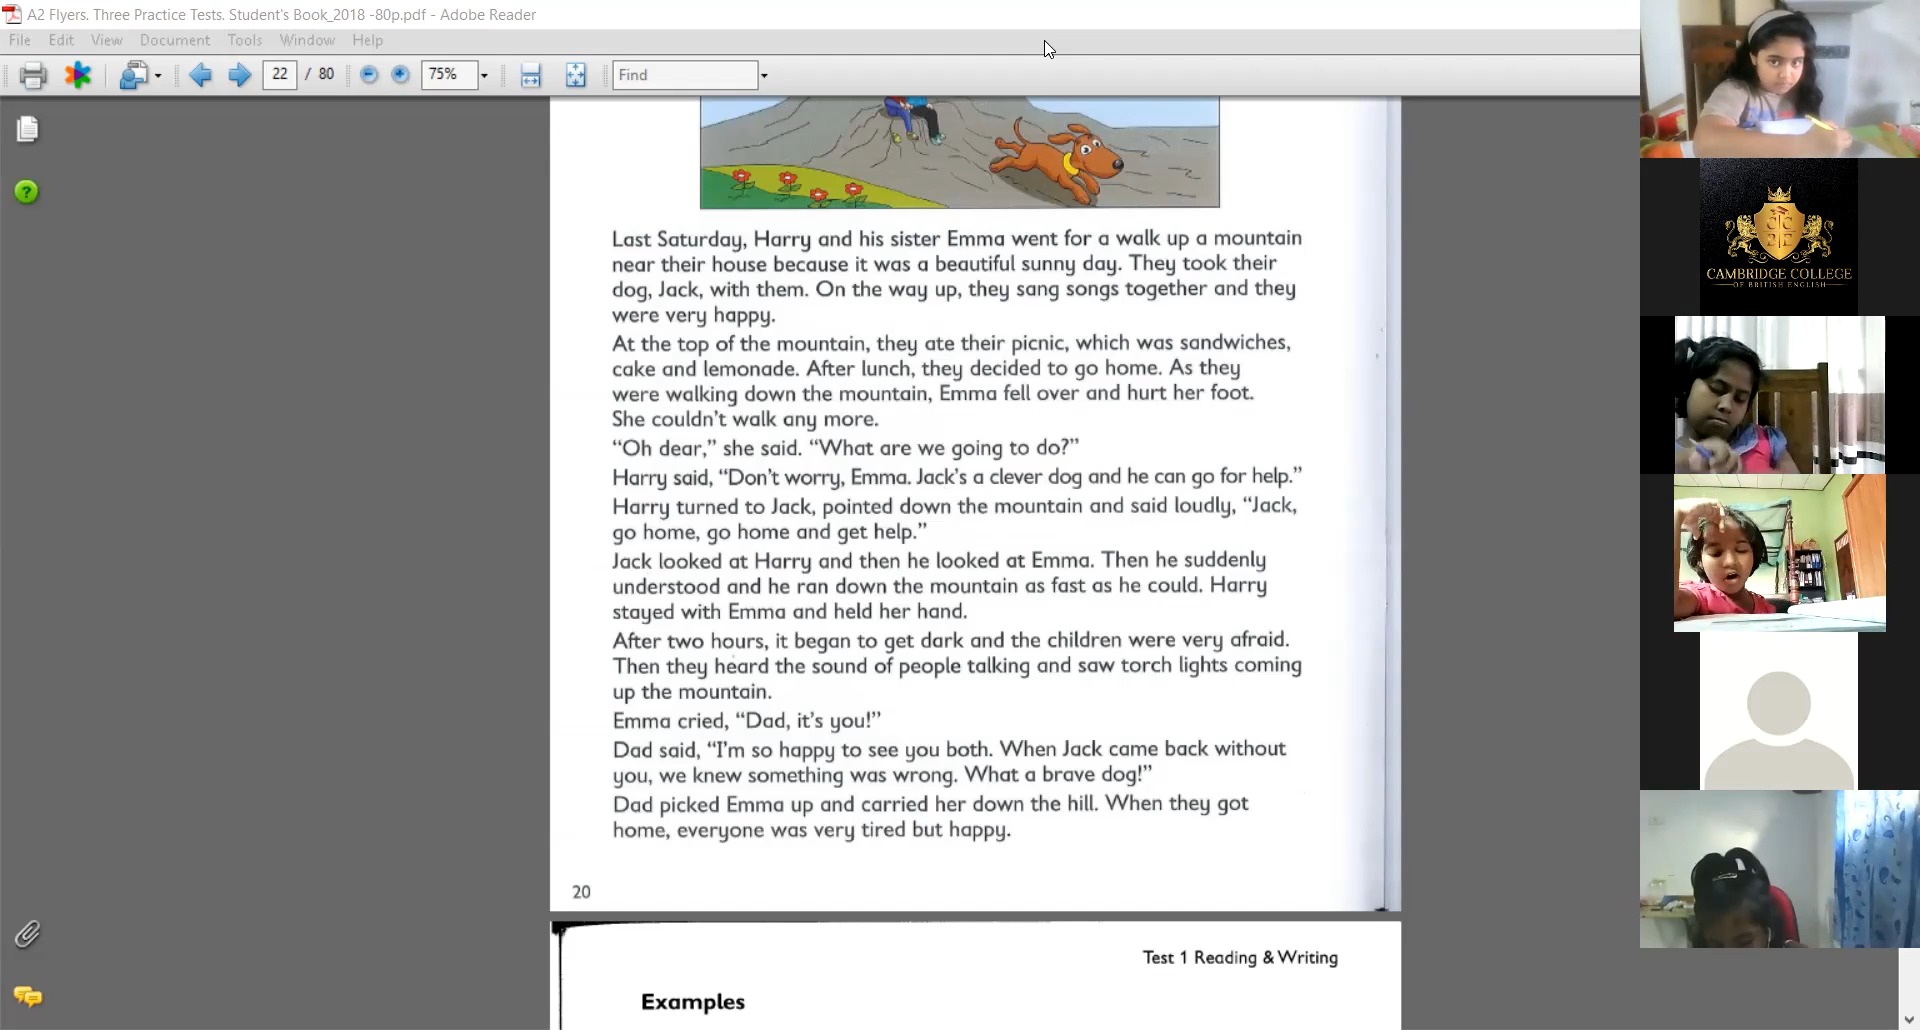 A2 Flyers. Three Practice Tests. Student's Book_2018 -80p.pdf - Adobe Reader
File Edit View Document Tools Window Help
22 / 80 75% Find
Last Saturday, Harry and his sister Emma went for a walk up a mountain
near their house because it was a beautiful sunny day. They took their
dog, Jack, with them. On the way up, they sang songs together and they
were very happy.
At the top of the mountain, they ate their picnic, which was sandwiches,
cake and lemonade. After lunch, they decided to go home. As they
were walking down the mountain, Emma fell over and hurt her foot.
She couldn't walk any more.
“Oh dear,” she said. “What are we going to do?”
Harry said, “Don't worry, Emma. Jack's a clever dog and he can go for help.”
Harry turned to Jack, pointed down the mountain and said loudly, “Jack,
go home, go home and get help.”
Jack looked at Harry and then he looked at Emma. Then he suddenly
understood and he ran down the mountain as fast as he could. Harry
stayed with Emma and held her hand.
After two hours, it began to get dark and the children were very afraid.
Then they heard the sound of people talking and saw torch lights coming
up the mountain.
Emma cried, “Dad, it's you!”
Dad said, “I'm so happy to see you both. When Jack came back without
you, we knew something was wrong. What a brave dog!”
Dad picked Emma up and carried her down the hill. When they got
home, everyone was very tired but happy.
20
Test 1 Reading & Writing
Examples
CAMBRIDGE COLLEGE
OF BRITISH ENGLISH